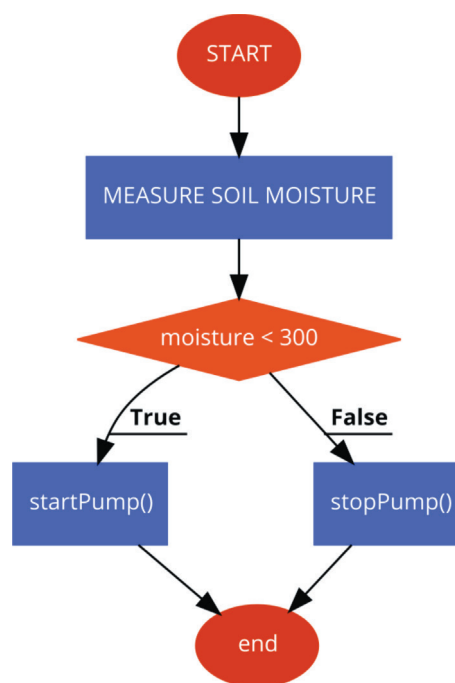 START
MEASURE SOIL MOISTURE
moisture < 300
True
False
startPump()
stopPump()
end